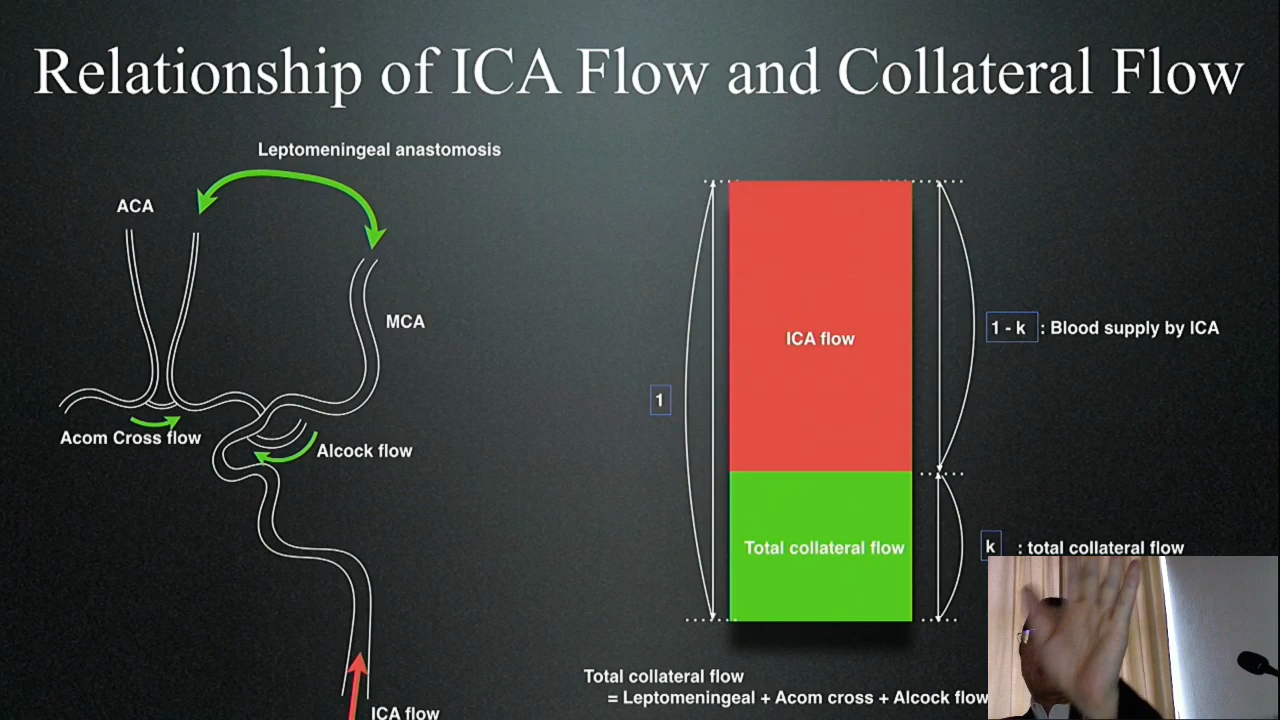 Relationship of ICA Flow and Collateral Flow
Leptomeningeal anastomosis
ACA
MCA
Acom Cross flow
Alcock flow
ICA flow
1
ICA flow
Total collateral flow
1 - k : Blood supply by ICA
k : total collateral flow
Total collateral flow
= Leptomeningeal + Acom cross + Alcock flow